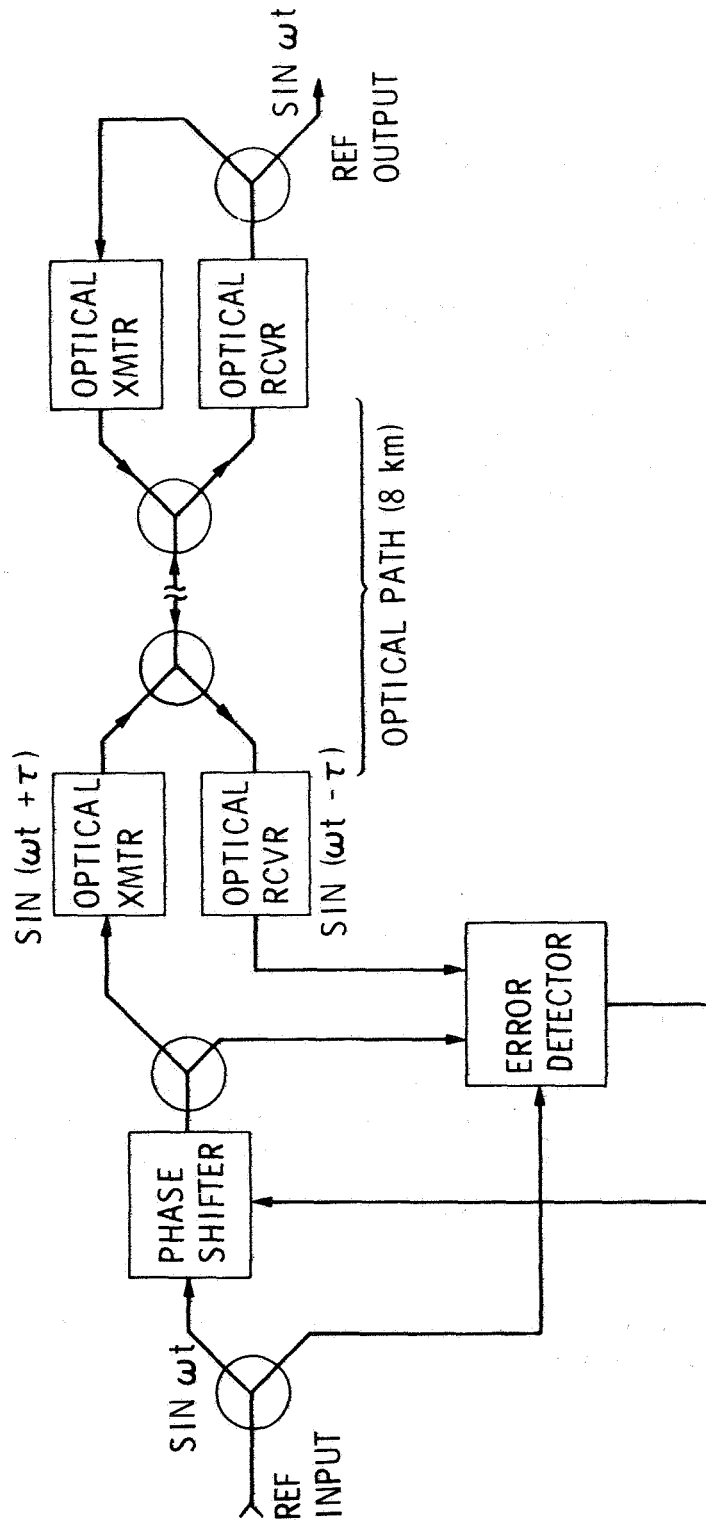 REF
INPUT
SIN ωt
PHASE
SHIFTER
ERROR
DETECTOR
SIN (ωt + τ)
OPTICAL
XMTR
OPTICAL
RCVR
SIN (ωt - τ)
OPTICAL PATH (8 km)
OPTICAL
XMTR
OPTICAL
RCVR
REF
OUTPUT
SIN ωt